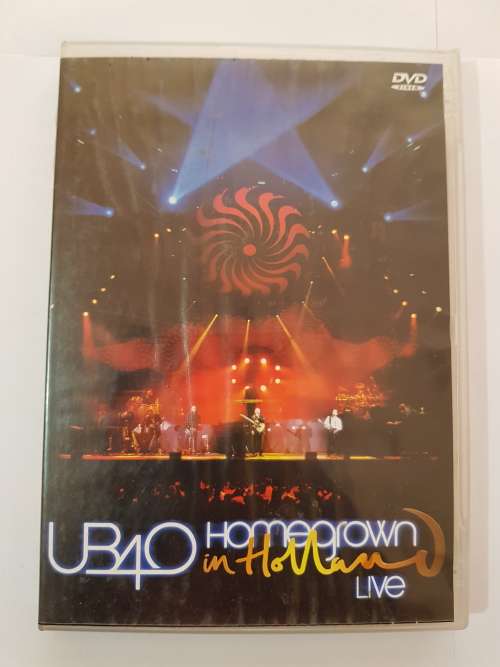 DVD
VIDEO
UB40 Homegrown
in Holland
Live